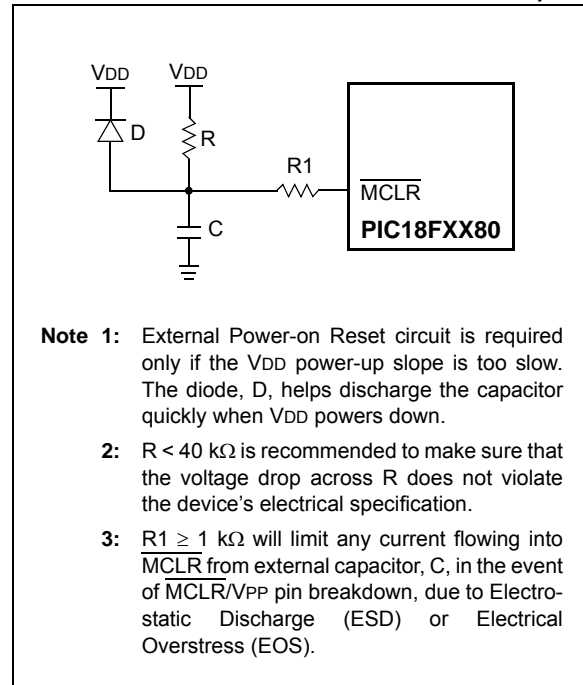 VDD VDD
D
R
R1
MCLR
C
PIC18FXX80
Note 1: External Power-on Reset circuit is required
only if the VDD power-up slope is too slow.
The diode, D, helps discharge the capacitor
quickly when VDD powers down.
2: R < 40 kΩ is recommended to make sure that
the voltage drop across R does not violate
the device's electrical specification.
3: R1 ≥ 1 kΩ will limit any current flowing into
MCLR from external capacitor, C, in the event
of MCLR/VPP pin breakdown, due to Electro-
static Discharge (ESD) or Electrical
Overstress (EOS).